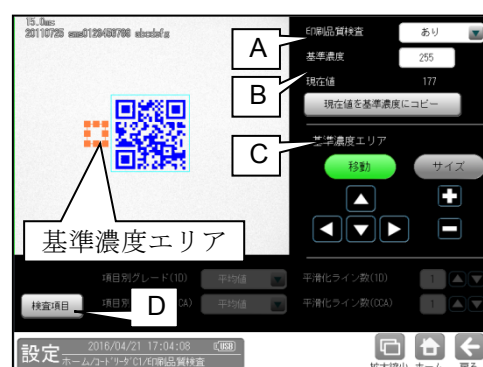 15.0ms
A
印刷品質検査
あり
基準濃度
255
B
現在値
177
現在値を基準濃度にコピー
C
基準濃度エリア
移動
サイズ
基準濃度エリア
項目別グレード(1D)
平均値
平滑化ライン数(1D)
1
検査項目
D
平均値
平滑化ライン数(CCA)
1
設定
2016/04/21 17:04:08
USB
ホーム/コードリーダC1/印刷品質検査
拡大縮小
ホーム
戻る